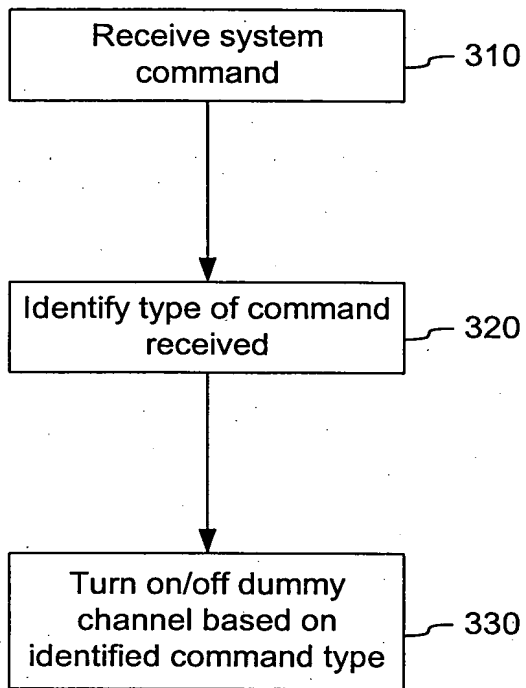 Receive system
command
310
Identify type of command
received
320
Turn on/off dummy
channel based on
identified command type
330